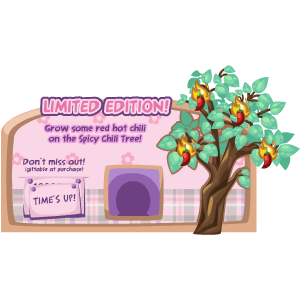 LIMITED EDITION!
Grow some red hot chili
on the Spicy Chili Tree!
Don't miss out!
(giftable at purchase)
TIME'S UP!